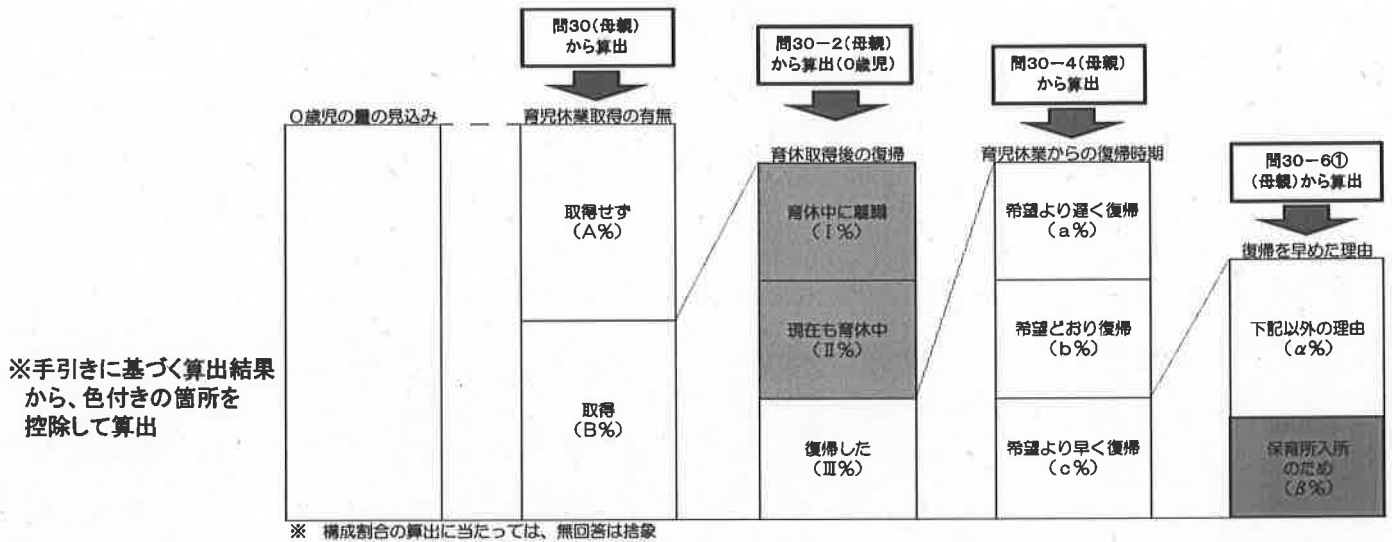 問30(母親)
から算出
問30-2(母親)
から算出(0歳児)
問30-4(母親)
から算出
問30-6①
(母親)から算出
0歳児の量の見込み
育児休業取得の有無
育休取得後の復帰
育児休業からの復帰時期
復帰を早めた理由
取得せず
(A%)
取得
(B%)
育休中に離職
(Ⅰ%)
現在も育休中
(Ⅱ%)
復帰した
(Ⅲ%)
希望より遅く復帰
(a%)
希望どおり復帰
(b%)
希望より早く復帰
(c%)
下記以外の理由
(α%)
保育所入所
のため
(β%)
※手引きに基づく算出結果
から、色付きの箇所を
控除して算出
※ 構成割合の算出に当たっては、無回答は捨象